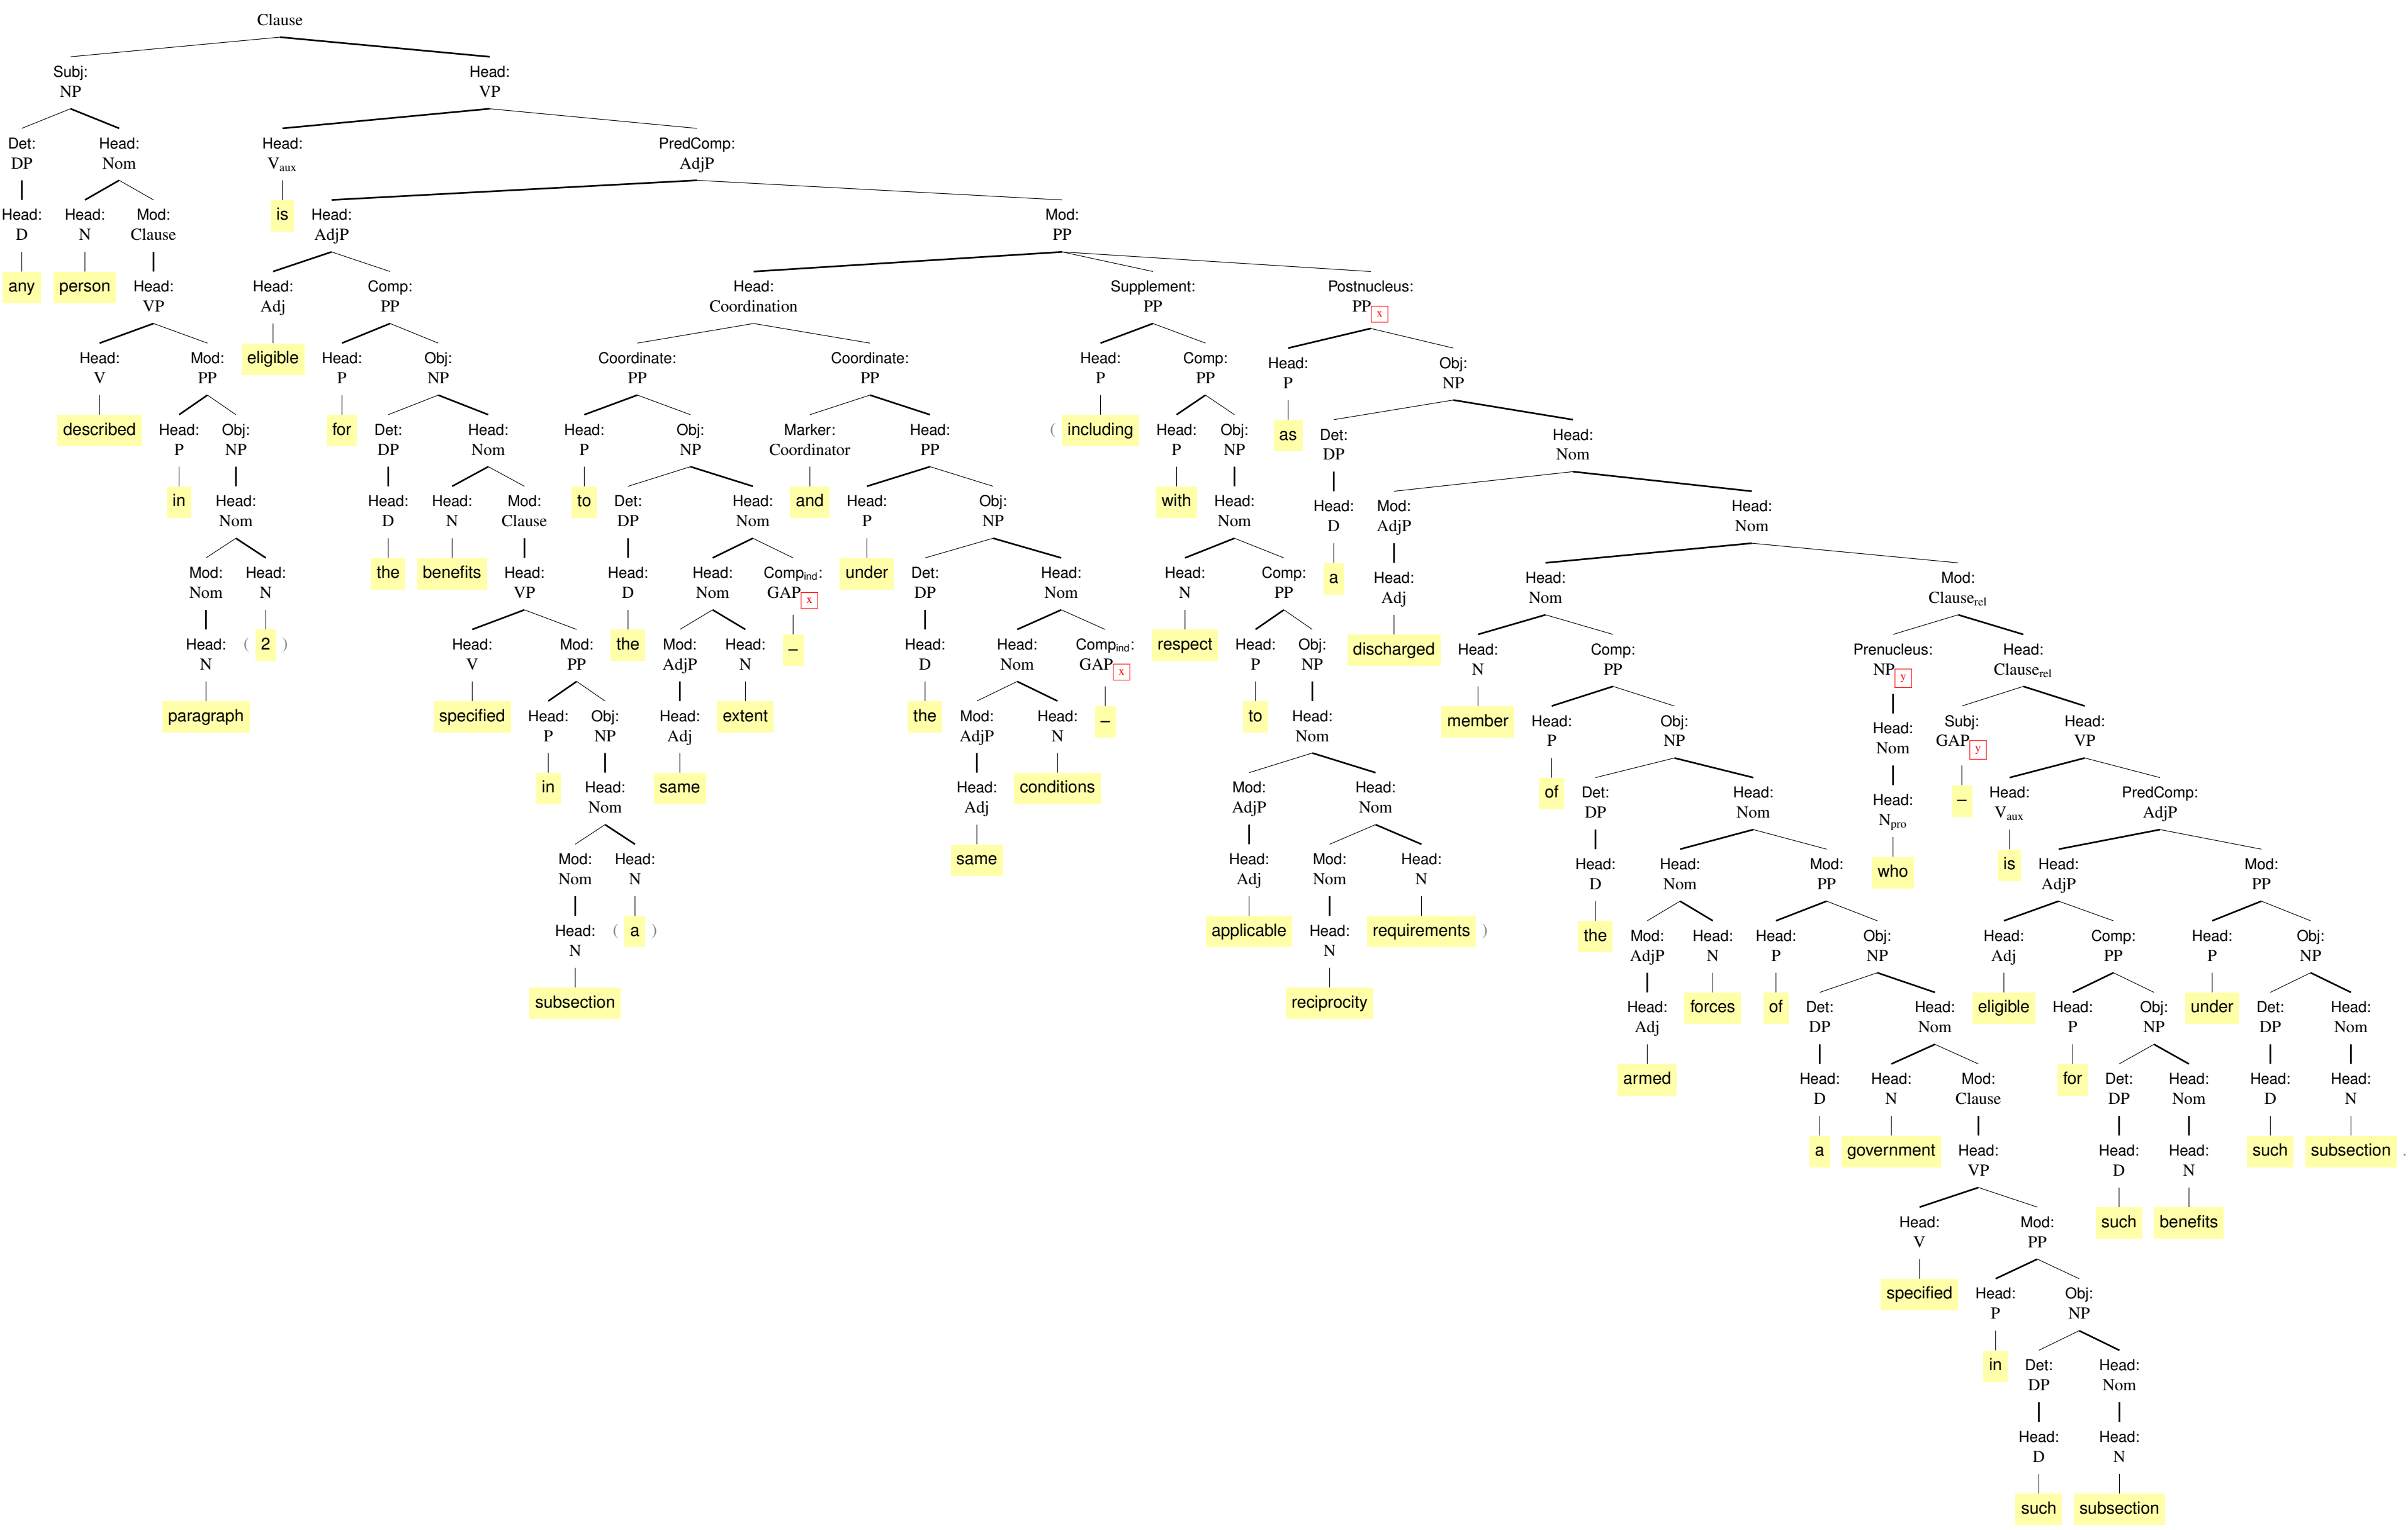 Clause
Subj: Head:
NP VP
Det: Head: Head: PredComp:
DP Nom Vaux AdjP
Head: Head: Mod: is Head: Mod:
D N Clause AdjP PP
any person Head: Head: Comp: Head: Supplement: Postnucleus:
VP Adj PP Coordination PP PP x
Head: Mod: eligible Head: Obj: Coordinate: Coordinate: Head: Comp: Head: Obj:
V PP P NP PP PP P PP P NP
described Head: Obj: for Det: Head: Head: Obj: Marker: Head: ( including Head: Obj: as Det: Head:
P NP DP Nom P NP Coordinator PP P NP DP Nom
in Head: Head: Head: Mod: to Det: Head: and Head: Obj: with Head: Head: Mod: Head:
Nom D N Clause DP Nom P NP Nom D AdjP Nom
Mod: Head: the benefits Head: Head: Head: Compind: under Det: Head: Head: Comp: a Head: Head: Mod:
Nom N VP D Nom GAP x DP Nom N PP Adj Nom Clauserel
Head: ( 2 ) Head: Mod: the Mod: Head: – Head: Head: Compind: respect Head: Obj: discharged Head: Comp: Prenucleus: Head:
N V PP AdjP N D Nom GAP x P NP N PP NP y Clauserel
paragraph specified Head: Obj: Head: extent the Mod: Head: – to Head: member Head: Obj: Head: Subj: Head:
P NP Adj AdjP N Nom P NP Nom GAP y VP
in Head: same Head: conditions Mod: Head: of Det: Head: Head: – Head: PredComp:
Nom Adj AdjP Nom DP Nom Npro Vaux AdjP
Mod: Head: same Head: Mod: Head: Head: Head: Mod: who is Head: Mod:
Nom N Adj Nom N D Nom PP AdjP PP
Head: ( a ) applicable Head: requirements ) the Mod: Head: Head: Obj: Head: Comp: Head: Obj:
N N AdjP N P NP Adj PP P NP
subsection reciprocity Head: forces of Det: Head: eligible Head: Obj: under Det: Head:
Adj DP Nom P NP DP Nom
armed Head: Head: Mod: for Det: Head: Head: Head:
D N Clause DP Nom D N
a government Head: Head: Head: such subsection .
VP D N
Head: Mod: such benefits
V PP
specified Head: Obj:
P NP
in Det: Head:
DP Nom
Head: Head:
D N
such subsection